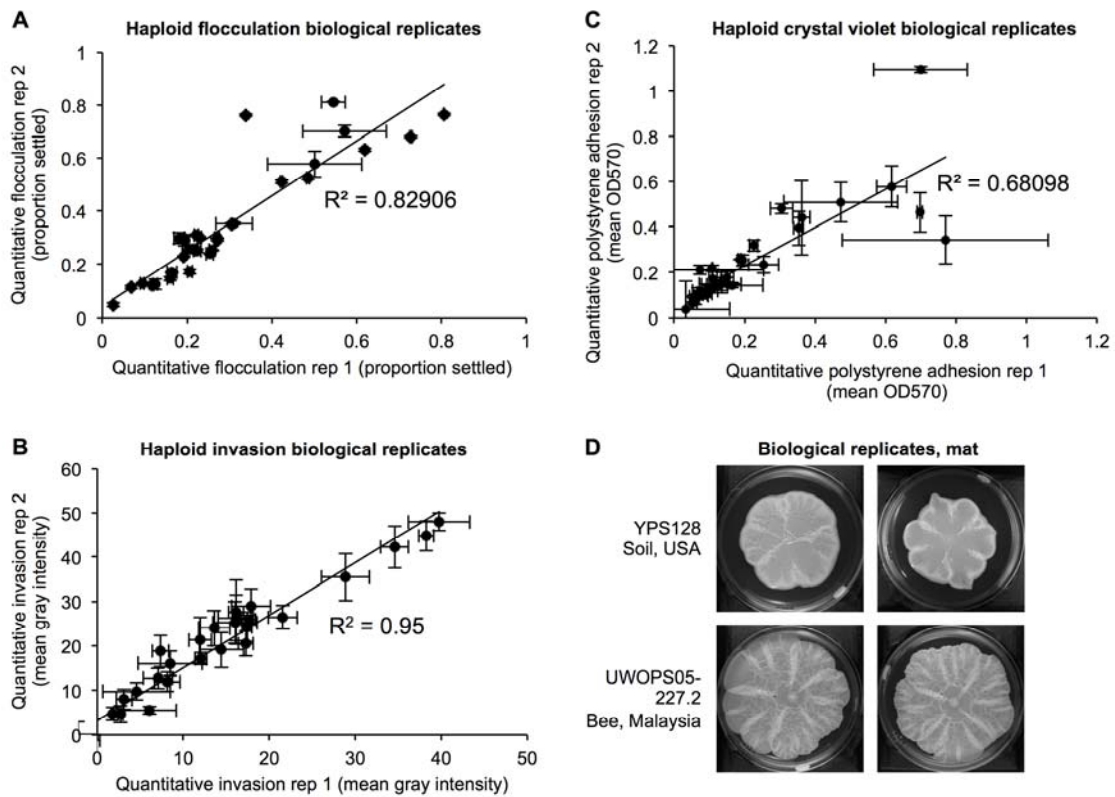 A
Haploid flocculation biological replicates
Quantitative flocculation rep 2
(proportion settled)
1
0.8
0.6
0.4
0.2
0
R² = 0.82906
0
0.2
0.4
0.6
0.8
1
Quantitative flocculation rep 1 (proportion settled)
C
Haploid crystal violet biological replicates
Quantitative polystyrene adhesion rep 2
(mean OD570)
1.2
1
0.8
0.6
0.4
0.2
0
R² = 0.68098
0
0.2
0.4
0.6
0.8
1
1.2
Quantitative polystyrene adhesion rep 1
(mean OD570)
B
Haploid invasion biological replicates
Quantitative invasion rep 2
(mean gray intensity)
60
50
40
30
20
10
0
R² = 0.95
0
10
20
30
40
50
Quantitative invasion rep 1 (mean gray intensity)
D
Biological replicates, mat
YPS128
Soil, USA
UWOPS05-
227.2
Bee, Malaysia